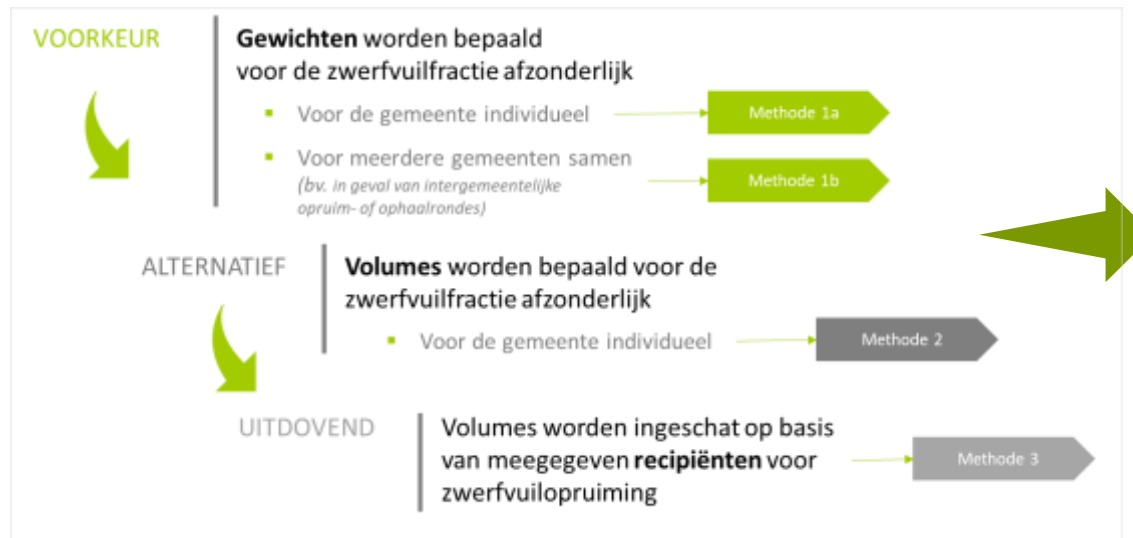 VOORKEUR
Gewichten worden bepaald
voor de zwerfvuilfractie afzonderlijk
▪ Voor de gemeente individueel
Methode 1a
▪ Voor meerdere gemeenten samen
(bv. in geval van intergemeentelijke
opruim- of ophaalrondes)
Methode 1b
ALTERNATIEF
Volumes worden bepaald voor de
zwerfvuilfractie afzonderlijk
▪ Voor de gemeente individueel
Methode 2
UITDOVEND
Volumes worden ingeschat op basis
van meegegeven recipiënten voor
zwerfvuilopruiming
Methode 3